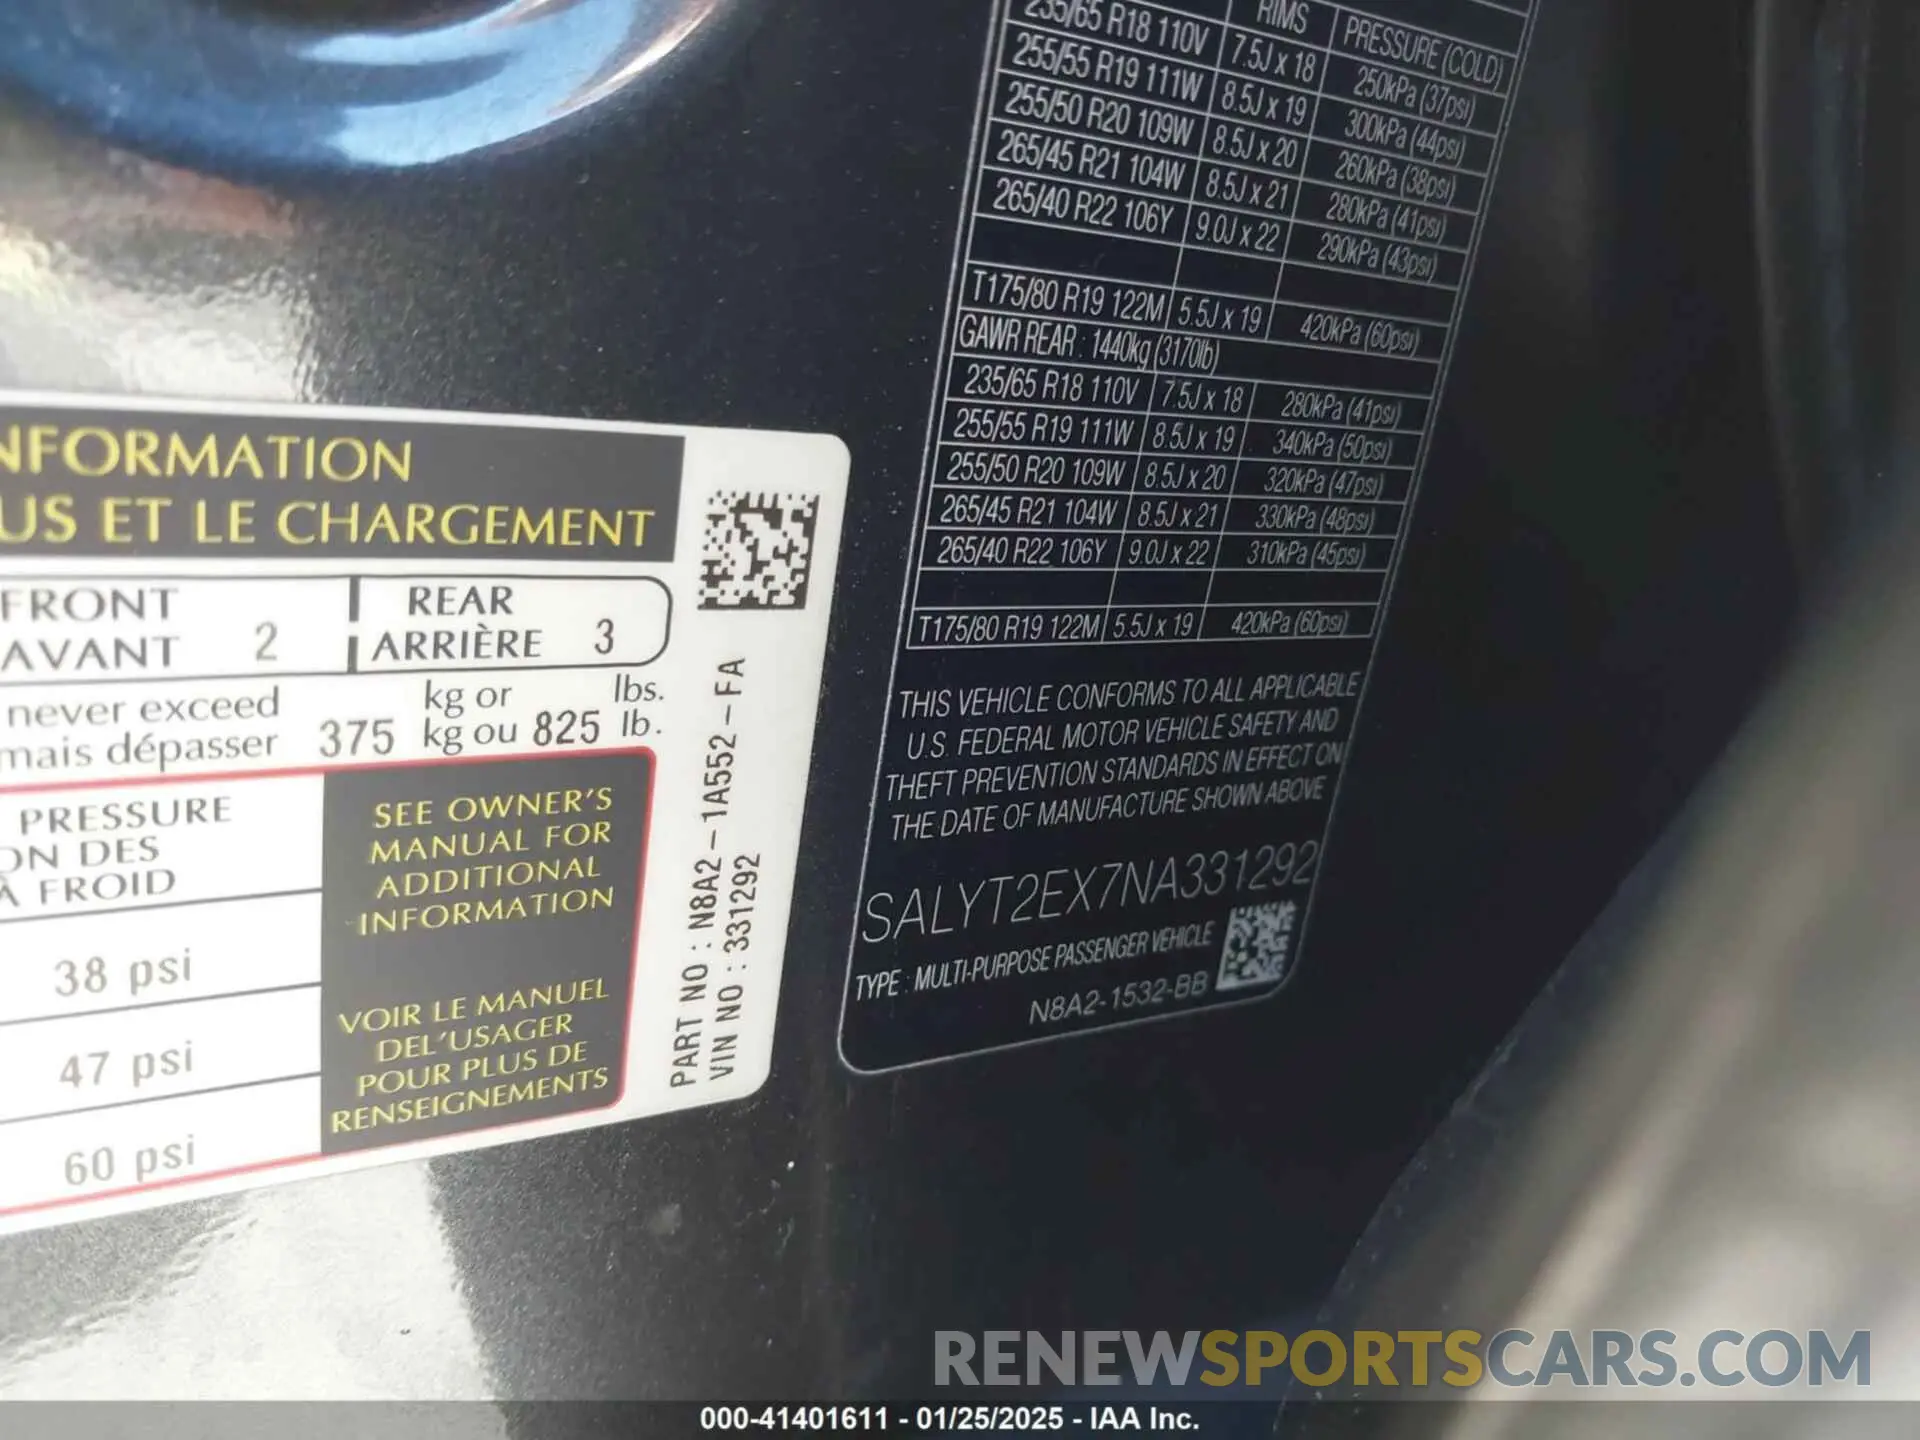 NFORMATION
US ET LE CHARGEMENT
FRONT
AVANT 2
REAR
ARRIÈRE 3
never exceed
mais dépasser 375
kg or lbs.
kg ou 825 lb.
PRESSURE
ON DES
À FROID
38 psi
47 psi
60 psi
SEE OWNER'S
MANUAL FOR
ADDITIONAL
INFORMATION
VOIR LE MANUEL
DEL'USAGER
POUR PLUS DE
RENSEIGNEMENTS
PART NO : N8A2-1A552-FA
VIN NO : 331292
RIMS PRESSURE (COLD)
235/65 R18 110V 7.5J x 18 250kPa (37psi)
255/55 R19 111W 8.5J x 19 300kPa (44psi)
255/50 R20 109W 8.5J x 20 260kPa (38psi)
265/45 R21 104W 8.5J x 21 280kPa (41psi)
265/40 R22 106Y 9.0J x 22 290kPa (43psi)
T175/80 R19 122M 5.5J x 19 420kPa (60psi)
GAWR REAR : 1440kg (3170lb)
235/65 R18 110V 7.5J x 18 280kPa (41psi)
255/55 R19 111W 8.5J x 19 340kPa (50psi)
255/50 R20 109W 8.5J x 20 320kPa (47psi)
265/45 R21 104W 8.5J x 21 330kPa (48psi)
265/40 R22 106Y 9.0J x 22 310kPa (45psi)
T175/80 R19 122M 5.5J x 19 420kPa (60psi)
THIS VEHICLE CONFORMS TO ALL APPLICABLE
U.S. FEDERAL MOTOR VEHICLE SAFETY AND
THEFT PREVENTION STANDARDS IN EFFECT ON
THE DATE OF MANUFACTURE SHOWN ABOVE
SALYT2EX7NA331292
TYPE : MULTI-PURPOSE PASSENGER VEHICLE
N8A2-1532-BB
RENEWSPORTSCARS.COM
000-41401611 - 01/25/2025 - IAA Inc.